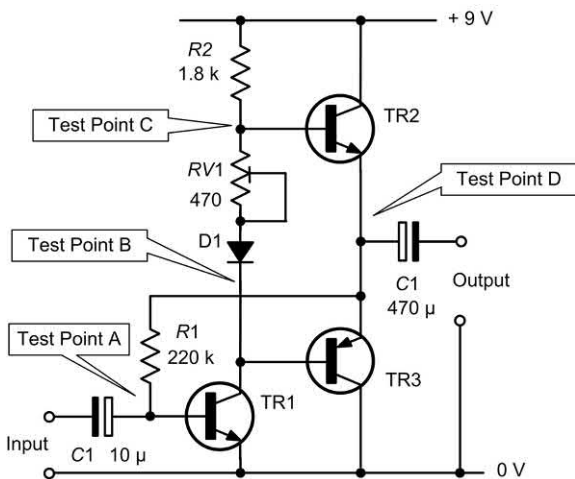 + 9 V
R2
1.8 k
TR2
Test Point C
RV1
470
Test Point D
D1
Test Point B
C1
470 µ
Output
Test Point A
R1
220 k
TR1
TR3
Input
C1 10 µ
0 V